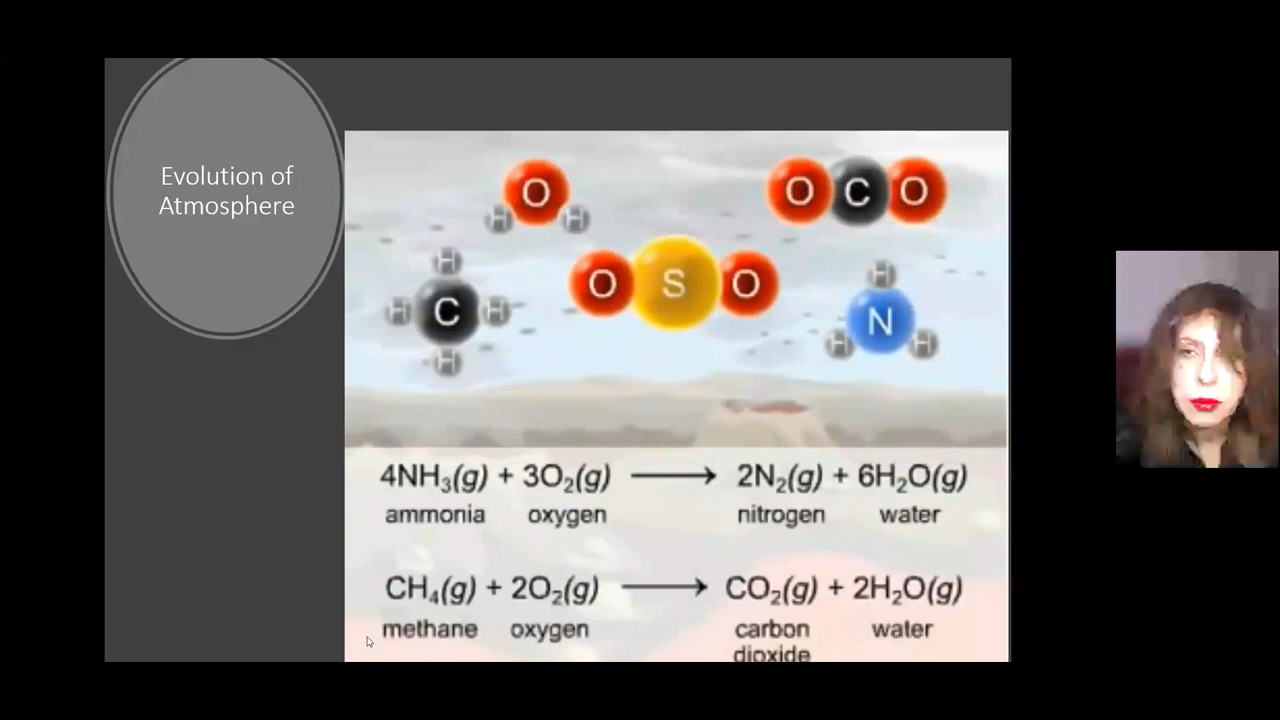 Evolution of
Atmosphere
O
H H
O C O
H
H C H
H
O S O
H
N
H H
4NH₃(g) + 3O₂(g) ⟶ 2N₂(g) + 6H₂O(g)
ammonia oxygen nitrogen water
CH₄(g) + 2O₂(g) ⟶ CO₂(g) + 2H₂O(g)
methane oxygen carbon water
dioxide